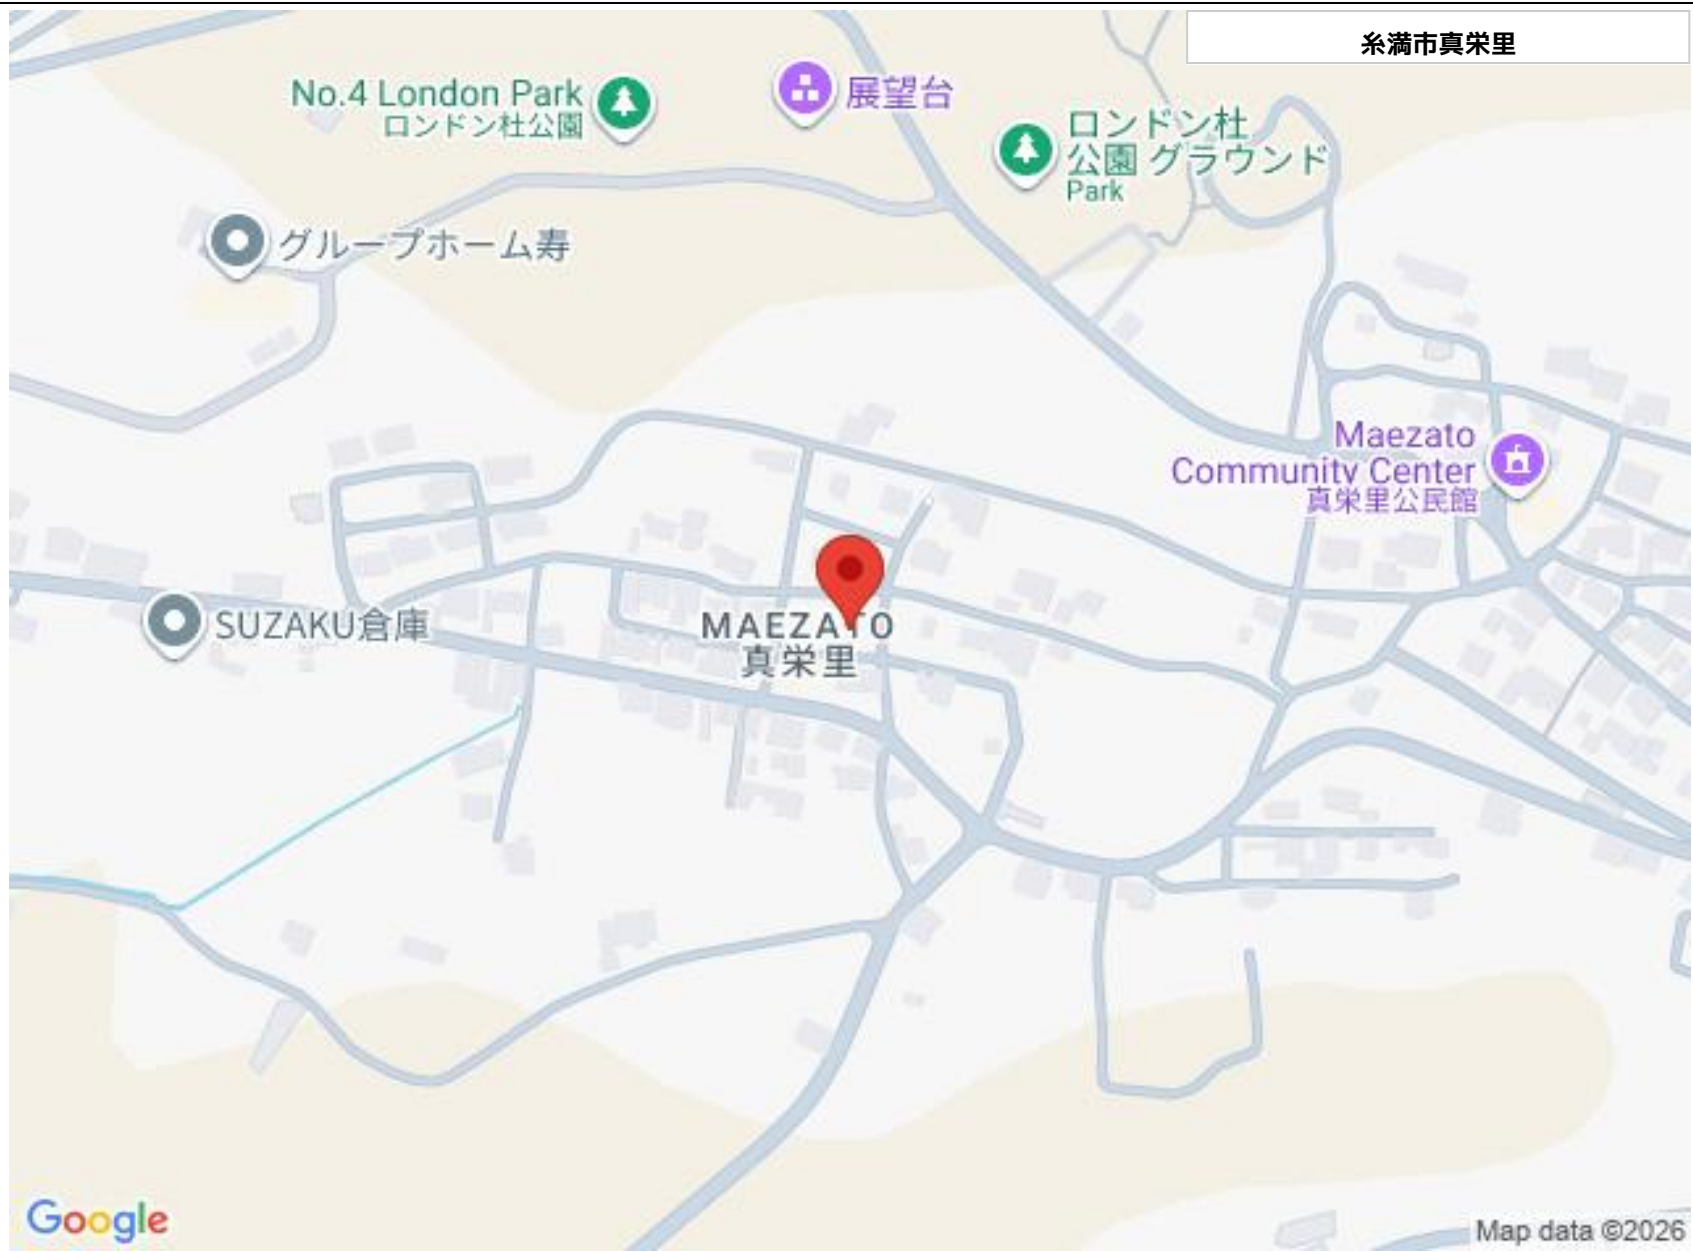 糸満市真栄里
No.4 London Park
ロンドン杜公園
展望台
ロンドン杜
公園 グラウンド
Park
グループホーム寿
Maezato
Community Center
真栄里公民館
SUZAKU倉庫
MAEZATO
真栄里
Google
Map data ©2026